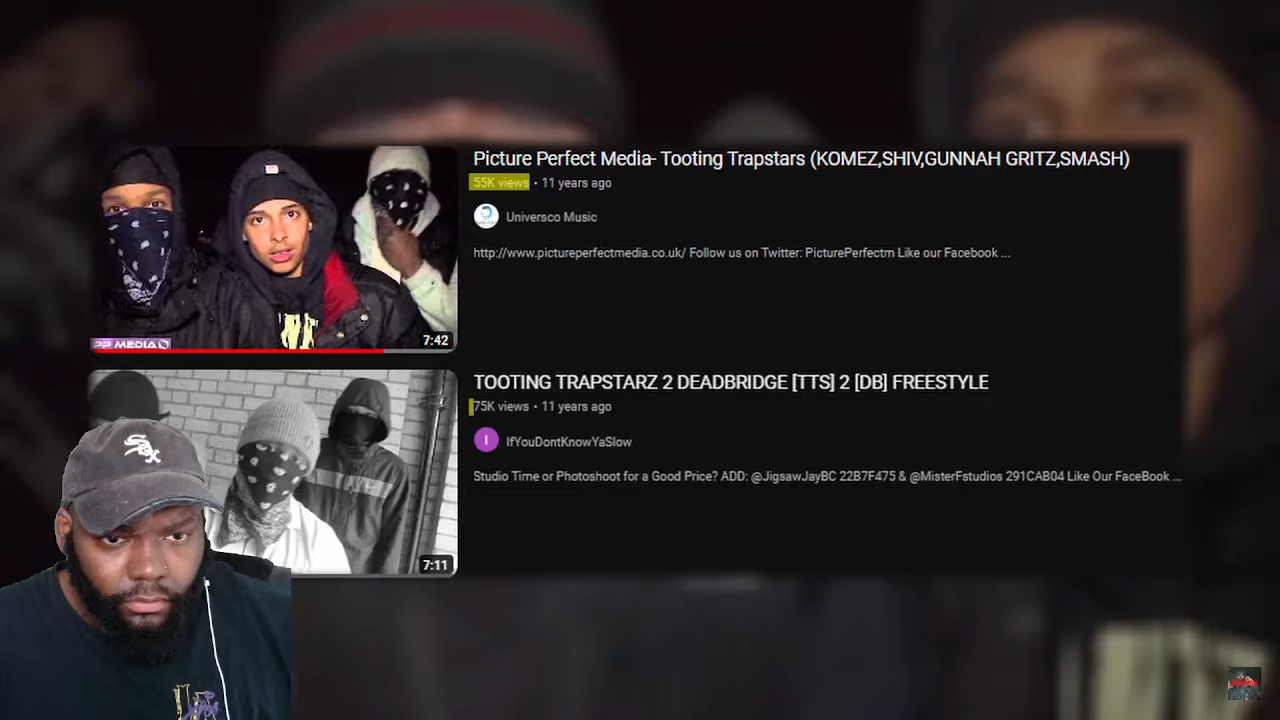 Picture Perfect Media- Tooting Trapstars (KOMEZ,SHIV,GUNNAH GRITZ,SMASH)
55K views • 11 years ago
Universco Music
http://www.pictureperfectmedia.co.uk/ Follow us on Twitter: PicturePerfectm Like our Facebook ...
PP MEDIA
7:42
TOOTING TRAPSTARZ 2 DEADBRIDGE [TTS] 2 [DB] FREESTYLE
75K views • 11 years ago
I
IfYouDontKnowYaSlow
Studio Time or Photoshoot for a Good Price? ADD: @JigsawJayBC 22B7F475 & @MisterFstudios 291CAB04 Like Our FaceBook ...
7:11
Sox